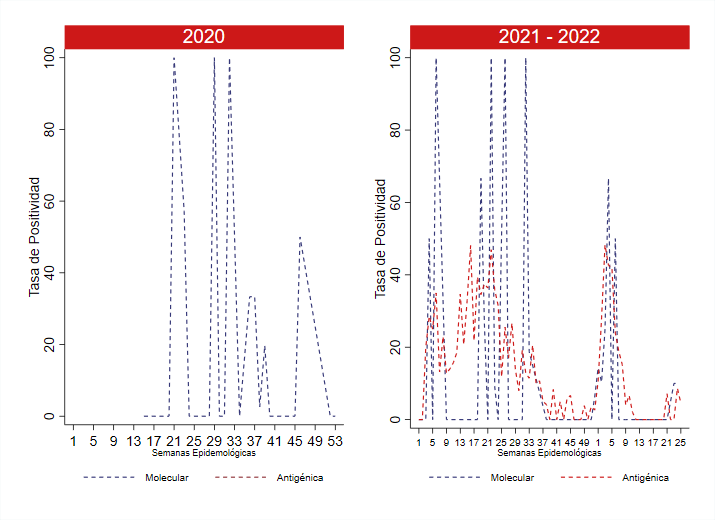 2020
Tasa de Positividad
100
80
60
40
20
0
1 5 9 13 17 21 25 29 33 37 41 45 49 53
Semanas Epidemológicas
Molecular Antigénica
2021 - 2022
Tasa de Positividad
100
80
60
40
20
0
1 5 9 13 17 21 25 29 33 37 41 45 49 1 5 9 13 17 21 25
Semanas Epidemológicas
Molecular Antigénica